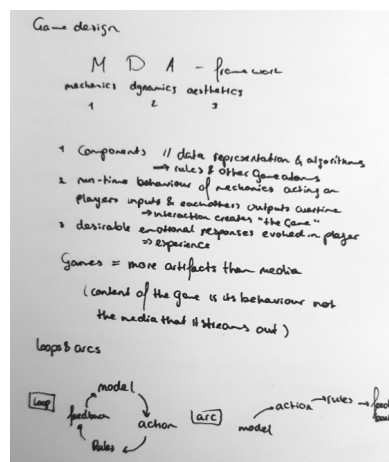 Game design
M D A - framework
mechanics dynamics aesthetics
1 2 3
1 Components // data representation & algorithms
→ rules & other game atoms
2 run-time behaviour of mechanics acting on
players inputs & eachothers outputs overtime
→ interaction creates "the Game"
3 desirable emotional responses evolved in player
=> experience
Games = more artifacts than media
(content of the game is its behaviour not
the media that it streams out)
loops & arcs
loop
model
action
Rules
feedback
arc
model
action
rules
feedback